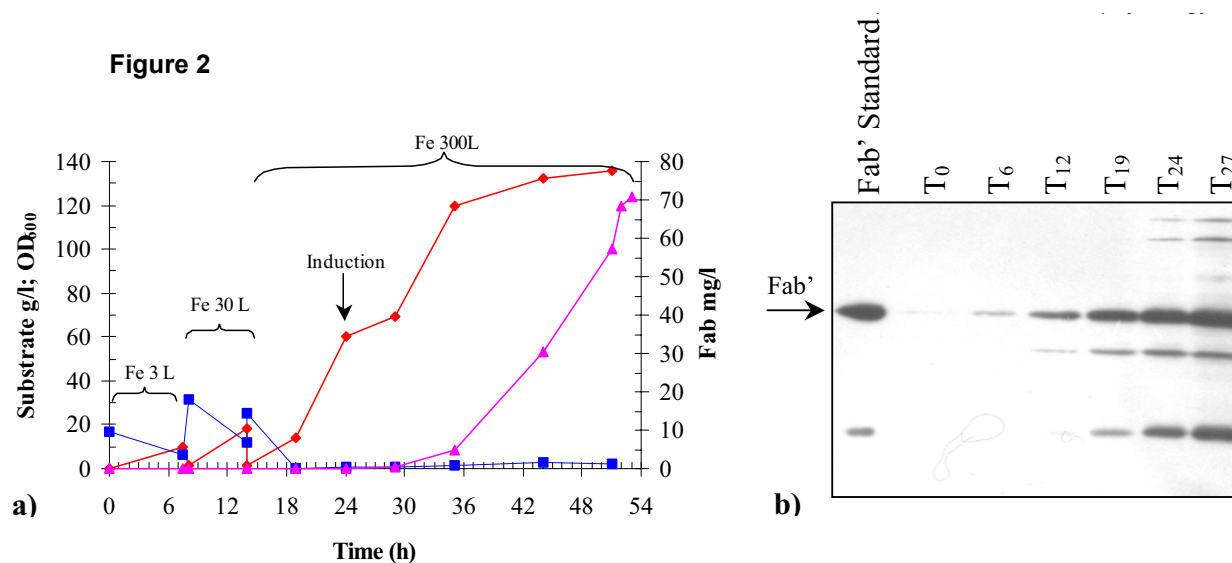 Figure 2
Fe 300L
Fe 30 L
Fe 3 L
Induction
Substrate g/l; OD600
140
120
100
80
60
40
20
0
80
70
60
50
40
30
20
10
0
Fab mg/l
0 6 12 18 24 29 36 42 48 54
Time (h)
a)
Fab' Standard
T0
T6
T12
T19
T24
T27
Fab'
b)